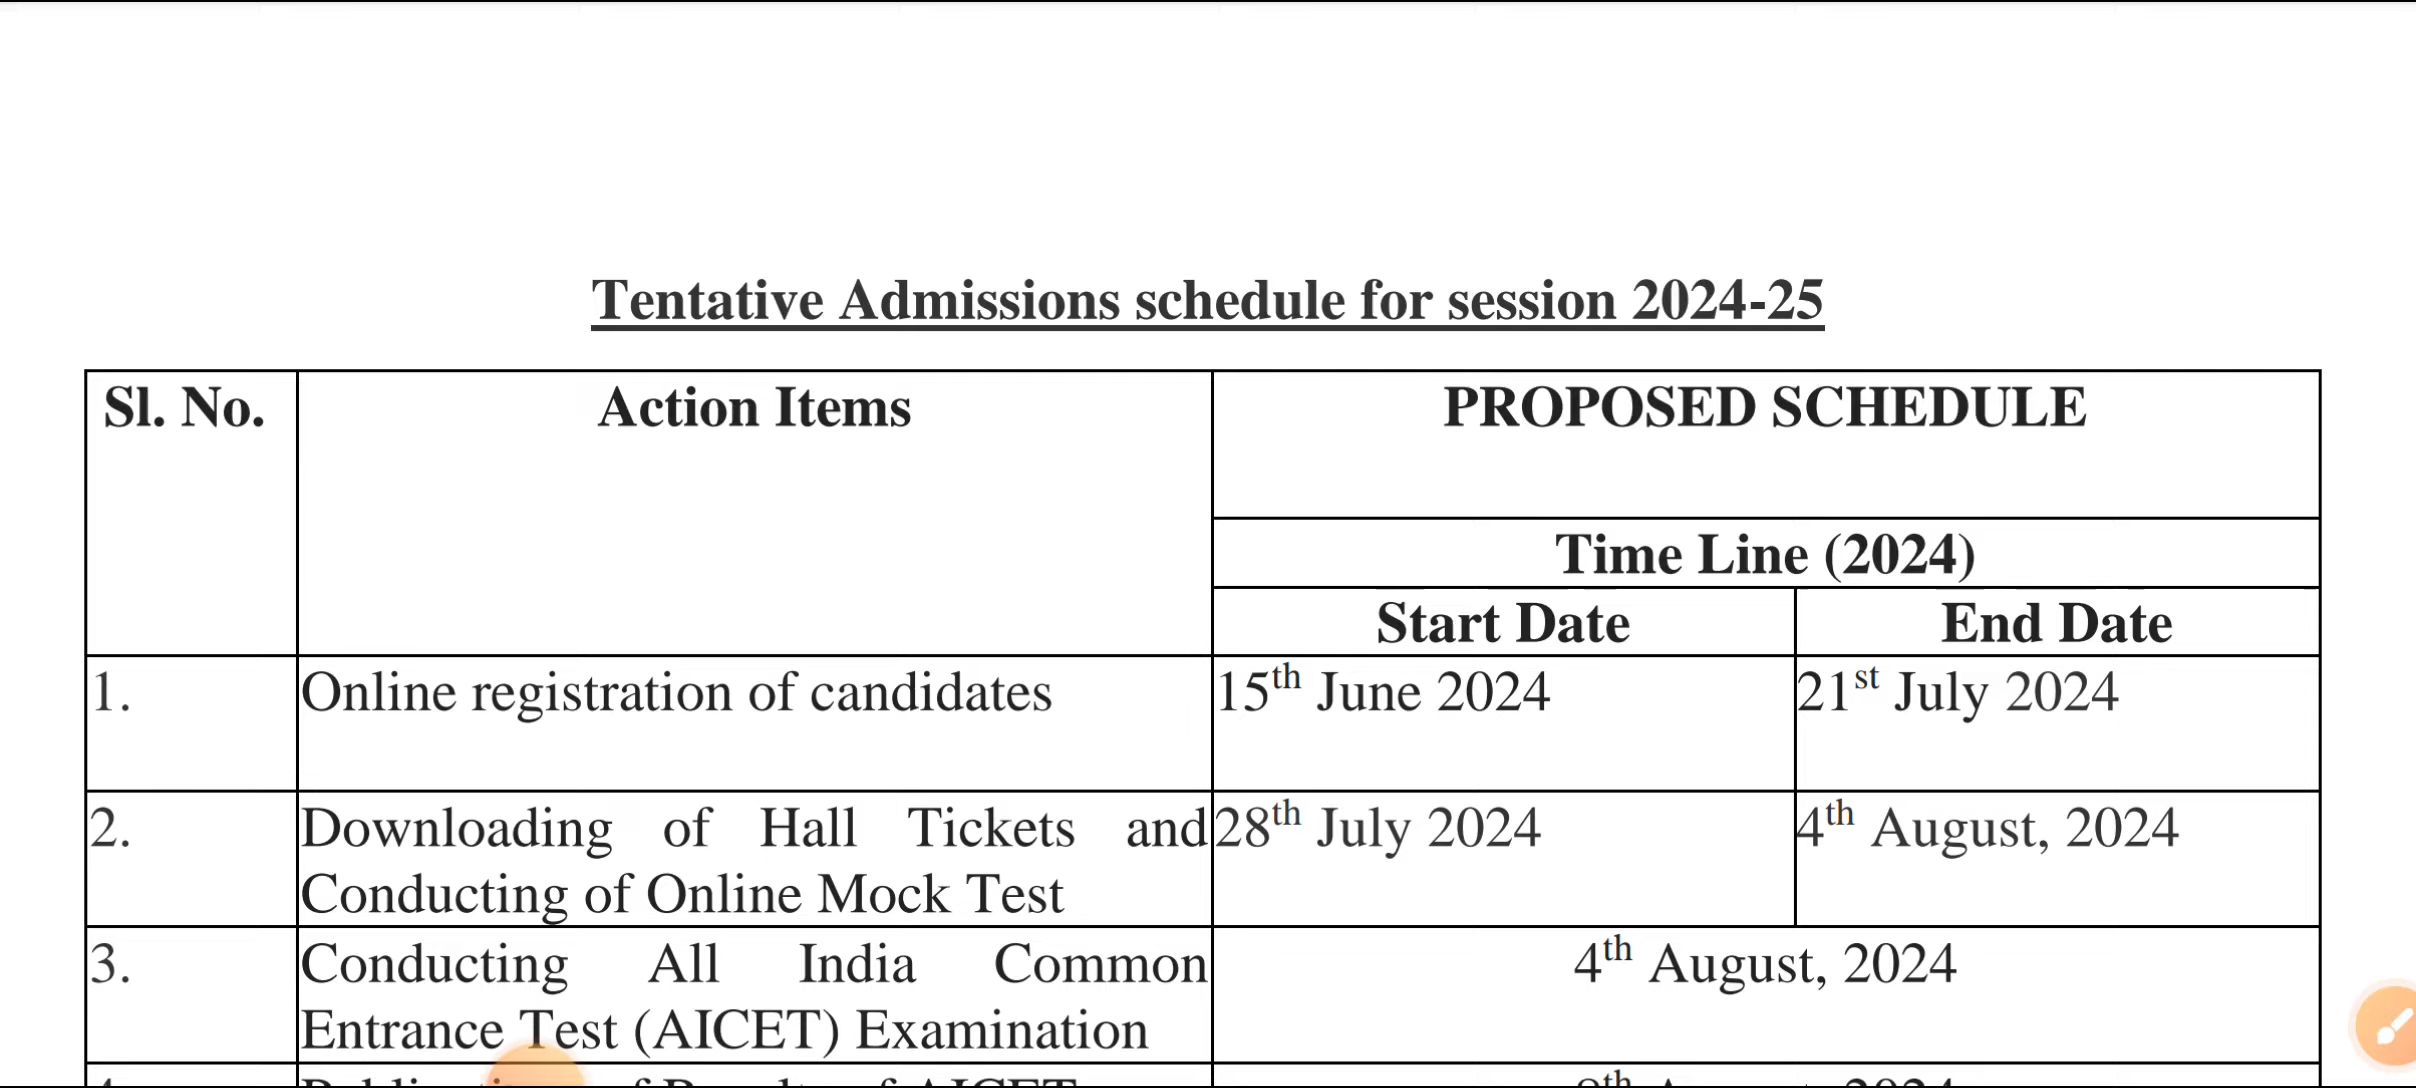 Tentative Admissions schedule for session 2024-25
Sl. No.
Action Items
PROPOSED SCHEDULE
Time Line (2024)
Start Date
End Date
1.
Online registration of candidates
15th June 2024
21st July 2024
2.
Downloading of Hall Tickets and
Conducting of Online Mock Test
28th July 2024
4th August, 2024
3.
Conducting All India Common
Entrance Test (AICET) Examination
4th August, 2024